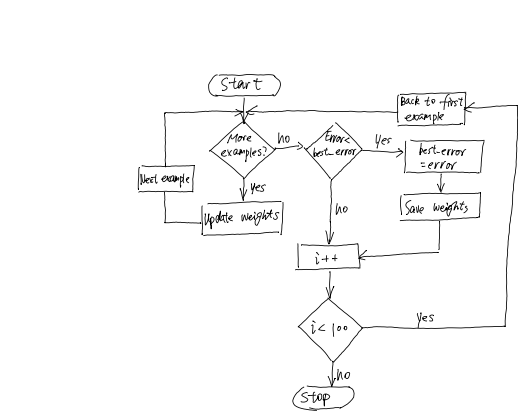 Start
Back to first
example
More
examples?
no
Error<
best_error
Yes
best_error
=error
Next example
yes
Update weights
no
Save weights
i++
i<100
yes
no
Stop